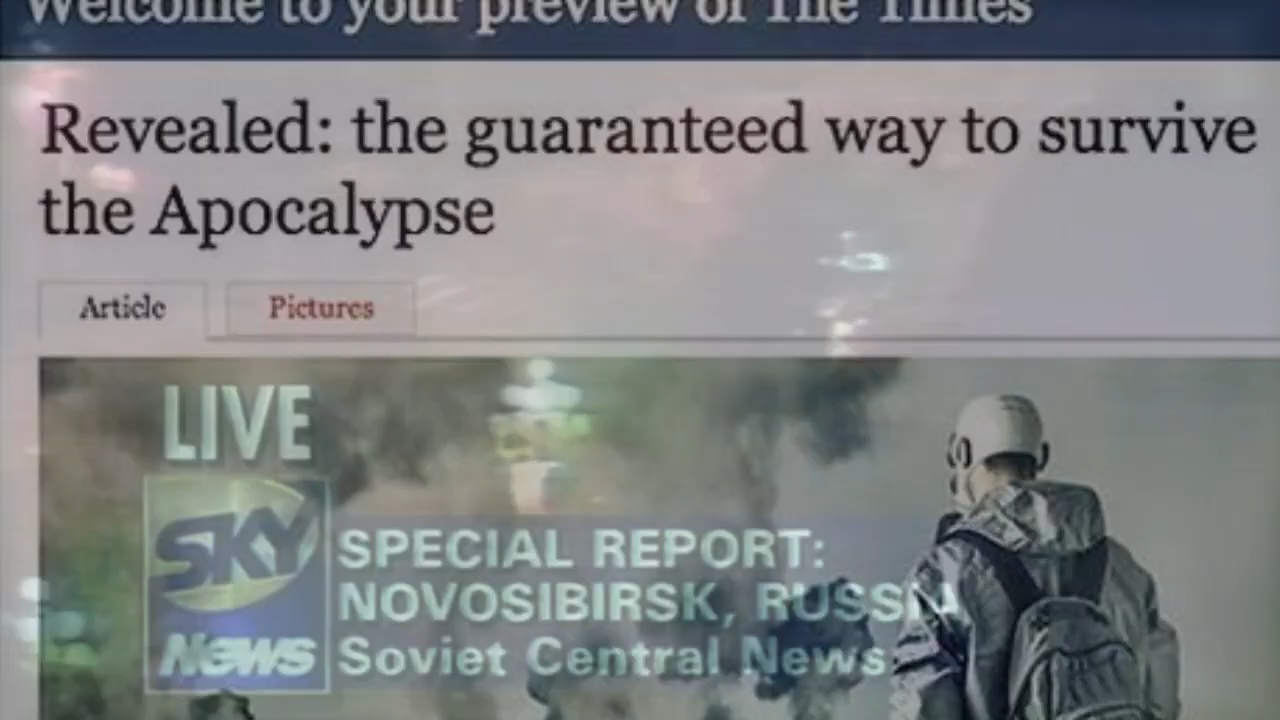 Welcome to your preview of The Times
Revealed: the guaranteed way to survive
the Apocalypse
Article
Pictures
LIVE
SKY
News
SPECIAL REPORT:
NOVOSIBIRSK, RUSSIA
Soviet Central News